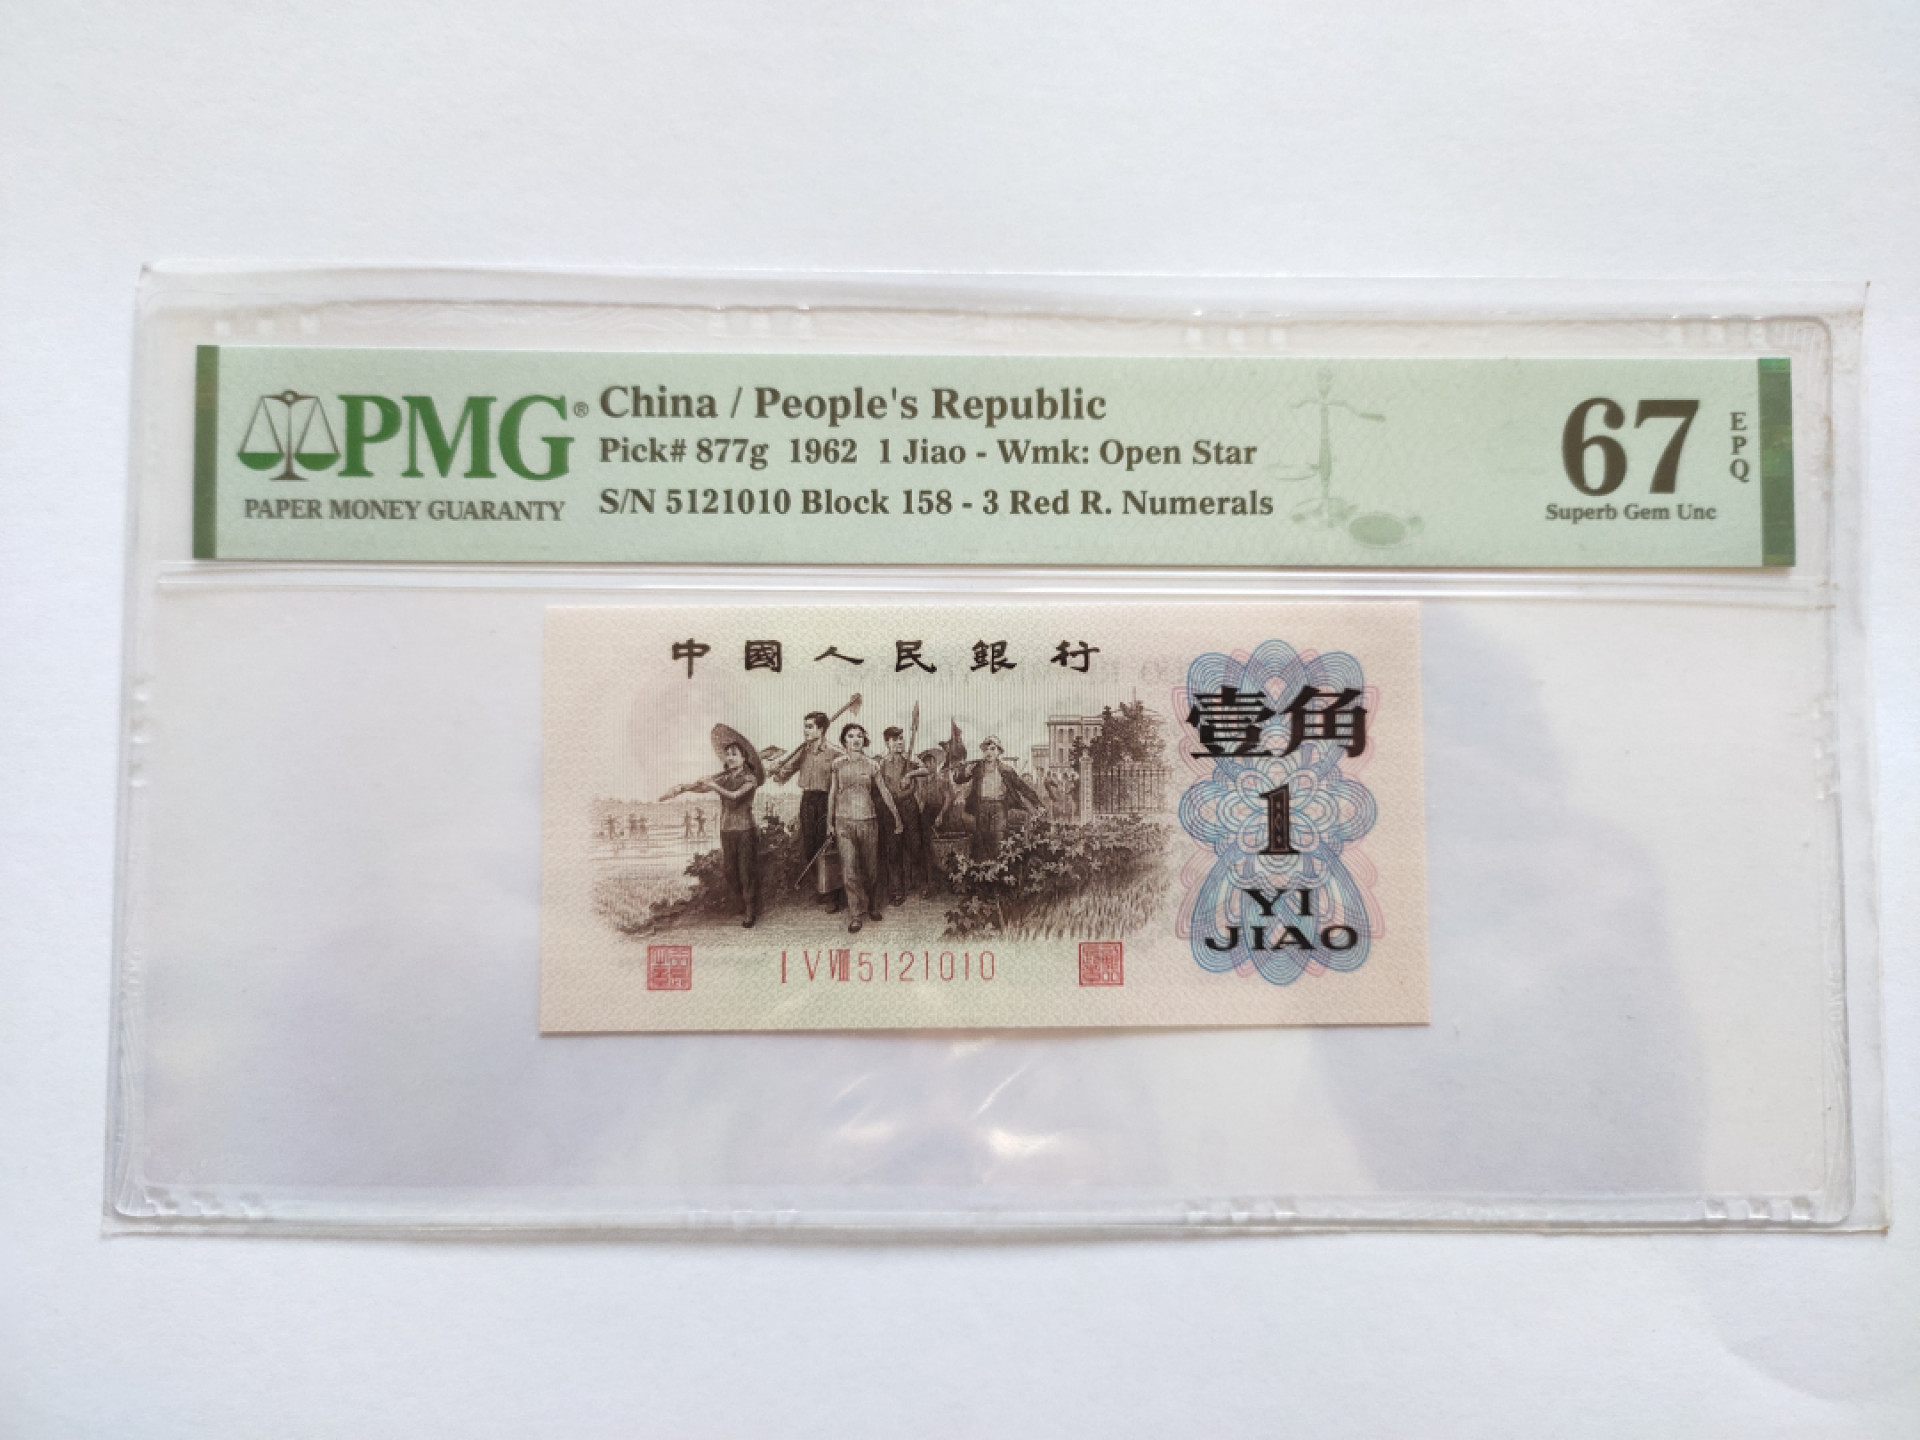 PMG®
PAPER MONEY GUARANTY
China / People's Republic
Pick# 877g 1962 1 Jiao - Wmk: Open Star
S/N 5121010 Block 158 - 3 Red R. Numerals
67
EPQ
Superb Gem Unc
中國人民銀行
壹角
1
YI
JIAO
I V VIII 5121010